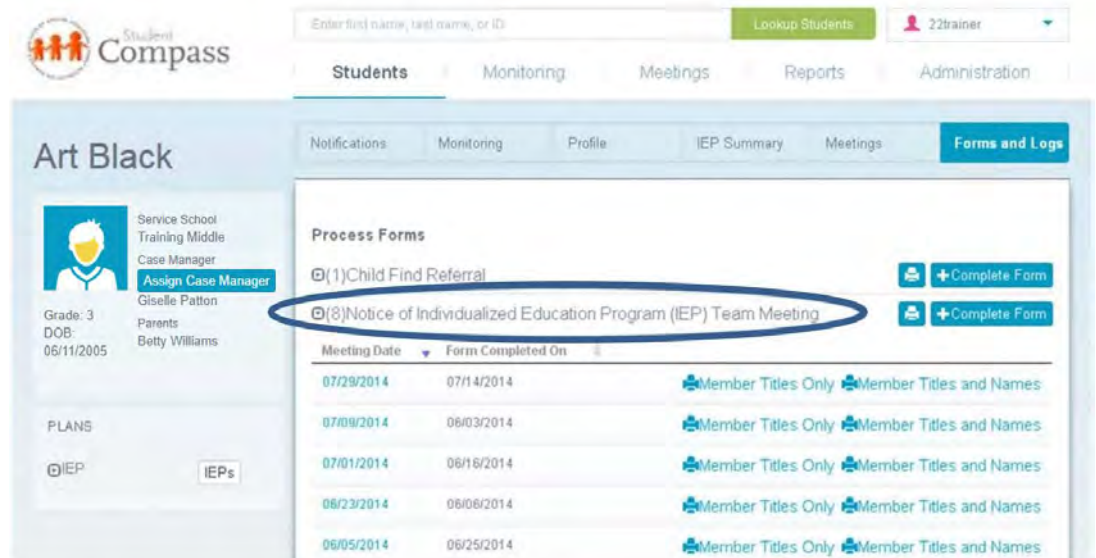 Student
Compass
Enter first name, last name, or ID
Lookup Students
22trainer
Students Monitoring Meetings Reports Administration
Art Black
Notifications Monitoring Profile IEP Summary Meetings Forms and Logs
Service School
Training Middle
Case Manager
Assign Case Manager
Giselle Patton
Parents
Betty Williams
Grade: 3
DOB:
06/11/2005
PLANS
IEP IEPs
Process Forms
(1)Child Find Referral +Complete Form
(8)Notice of Individualized Education Program (IEP) Team Meeting +Complete Form
Meeting Date Form Completed On
07/29/2014 07/14/2014 Member Titles Only Member Titles and Names
07/09/2014 06/03/2014 Member Titles Only Member Titles and Names
07/01/2014 06/16/2014 Member Titles Only Member Titles and Names
06/23/2014 06/06/2014 Member Titles Only Member Titles and Names
06/05/2014 06/25/2014 Member Titles Only Member Titles and Names